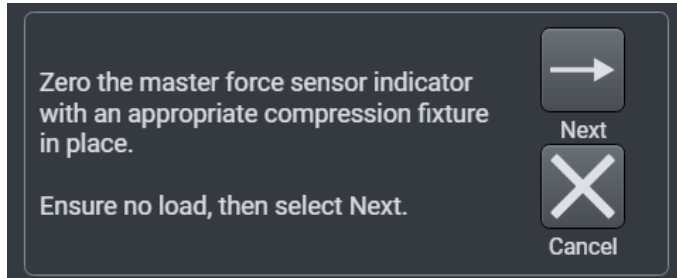 Zero the master force sensor indicator
with an appropriate compression fixture
in place.
Ensure no load, then select Next.
Next
Cancel